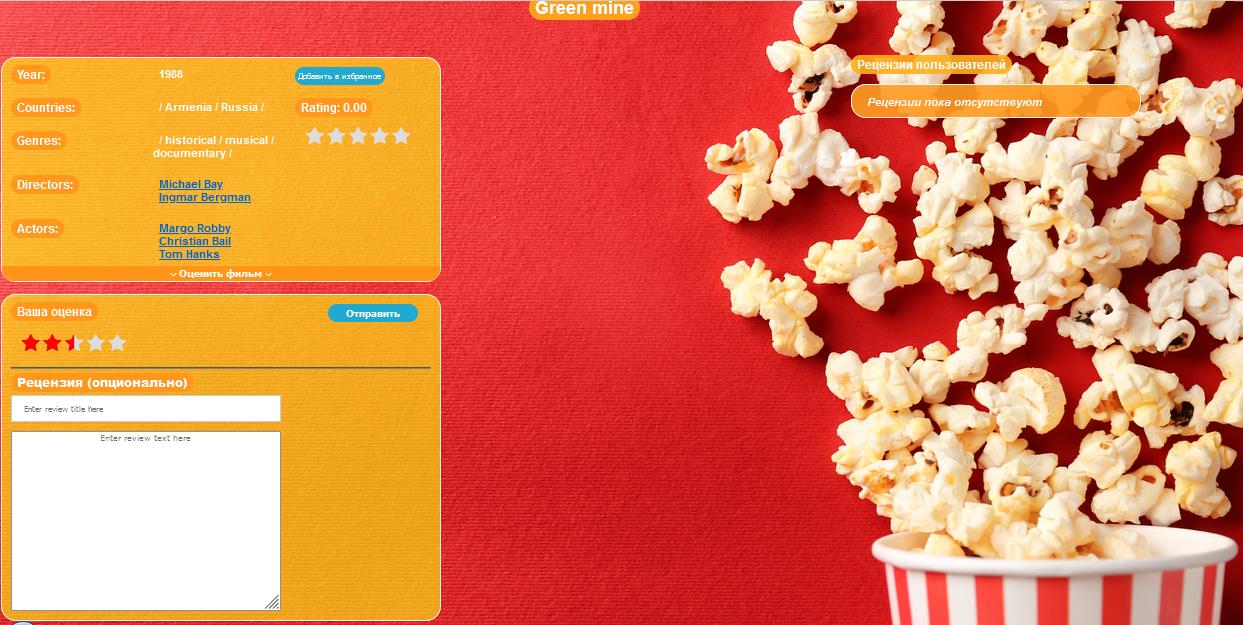 Green mine
Year:
1988
Добавить в избранное
Countries:
/ Armenia / Russia /
Rating: 0.00
Genres:
/ historical / musical /
documentary /
Directors:
Michael Bay
Ingmar Bergman
Actors:
Margo Robby
Christian Bail
Tom Hanks
Оценить фильм
Ваша оценка
Отправить
Рецензия (опционально)
Enter review title here
Enter review text here
Рецензии пользователей
Рецензии пока отсутствуют